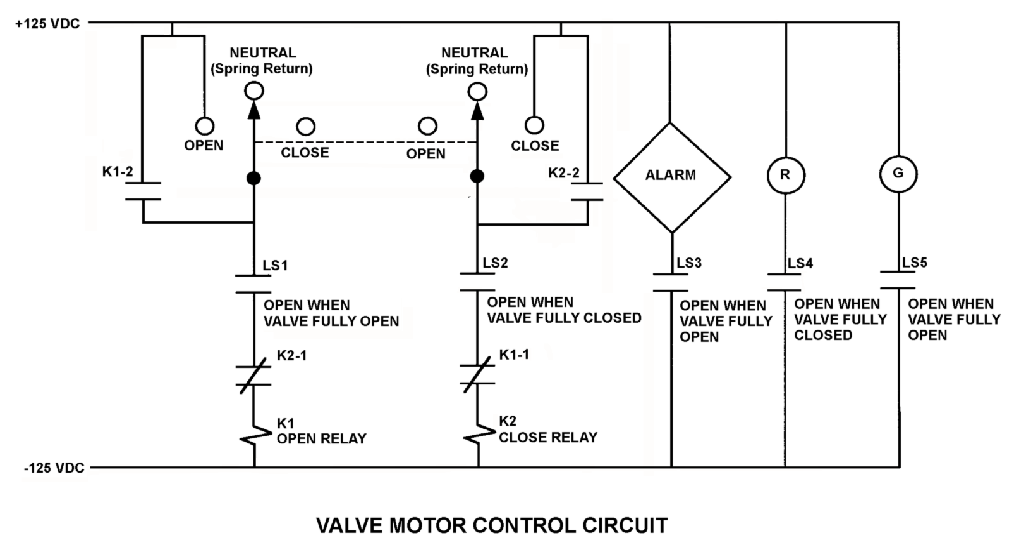 +125 VDC
NEUTRAL
(Spring Return)
NEUTRAL
(Spring Return)
OPEN
CLOSE
OPEN
CLOSE
K1-2
K2-2
ALARM
R
G
LS1
OPEN WHEN
VALVE FULLY OPEN
LS2
OPEN WHEN
VALVE FULLY CLOSED
LS3
OPEN WHEN
VALVE FULLY
OPEN
LS4
OPEN WHEN
VALVE FULLY
CLOSED
LS5
OPEN WHEN
VALVE FULLY
OPEN
K2-1
K1-1
K1
OPEN RELAY
K2
CLOSE RELAY
-125 VDC
VALVE MOTOR CONTROL CIRCUIT